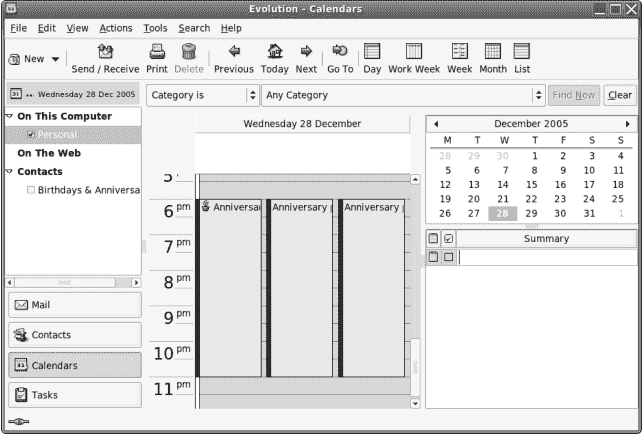 Evolution - Calendars
File Edit View Actions Tools Search Help
New Send / Receive Print Delete Previous Today Next Go To Day Work Week Week Month List
31 ... Wednesday 28 Dec 2005
Category is Any Category Find Now Clear
On This Computer
Personal
On The Web
Contacts
Birthdays & Anniversa
Mail
Contacts
Calendars
Tasks
Wednesday 28 December
6 pm
7 pm
8 pm
9 pm
10 pm
11 pm
Anniversar Anniversary p Anniversary p
December 2005
M T W T F S S
28 29 30 1 2 3 4
5 6 7 8 9 10 11
12 13 14 15 16 17 18
19 20 21 22 23 24 25
26 27 28 29 30 31 1
Summary